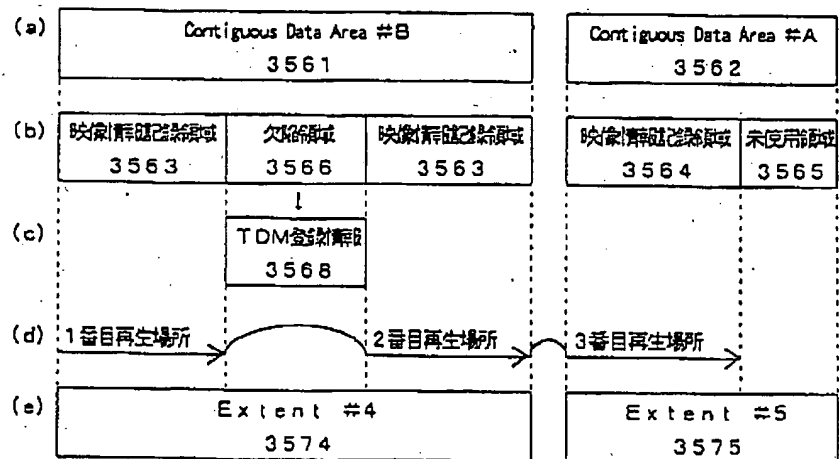 (a) Contiguous Data Area #B Contiguous Data Area #A
3561 3562
(b) 映像情報記録領域 欠陥領域 映像情報記録領域 映像情報記録領域 未使用領域
3563 3566 3563 3564 3565
↓
(c) TDM登録情報
3568
(d) 1番目再生場所 2番目再生場所 3番目再生場所
(e) Extent #4 Extent #5
3574 3575